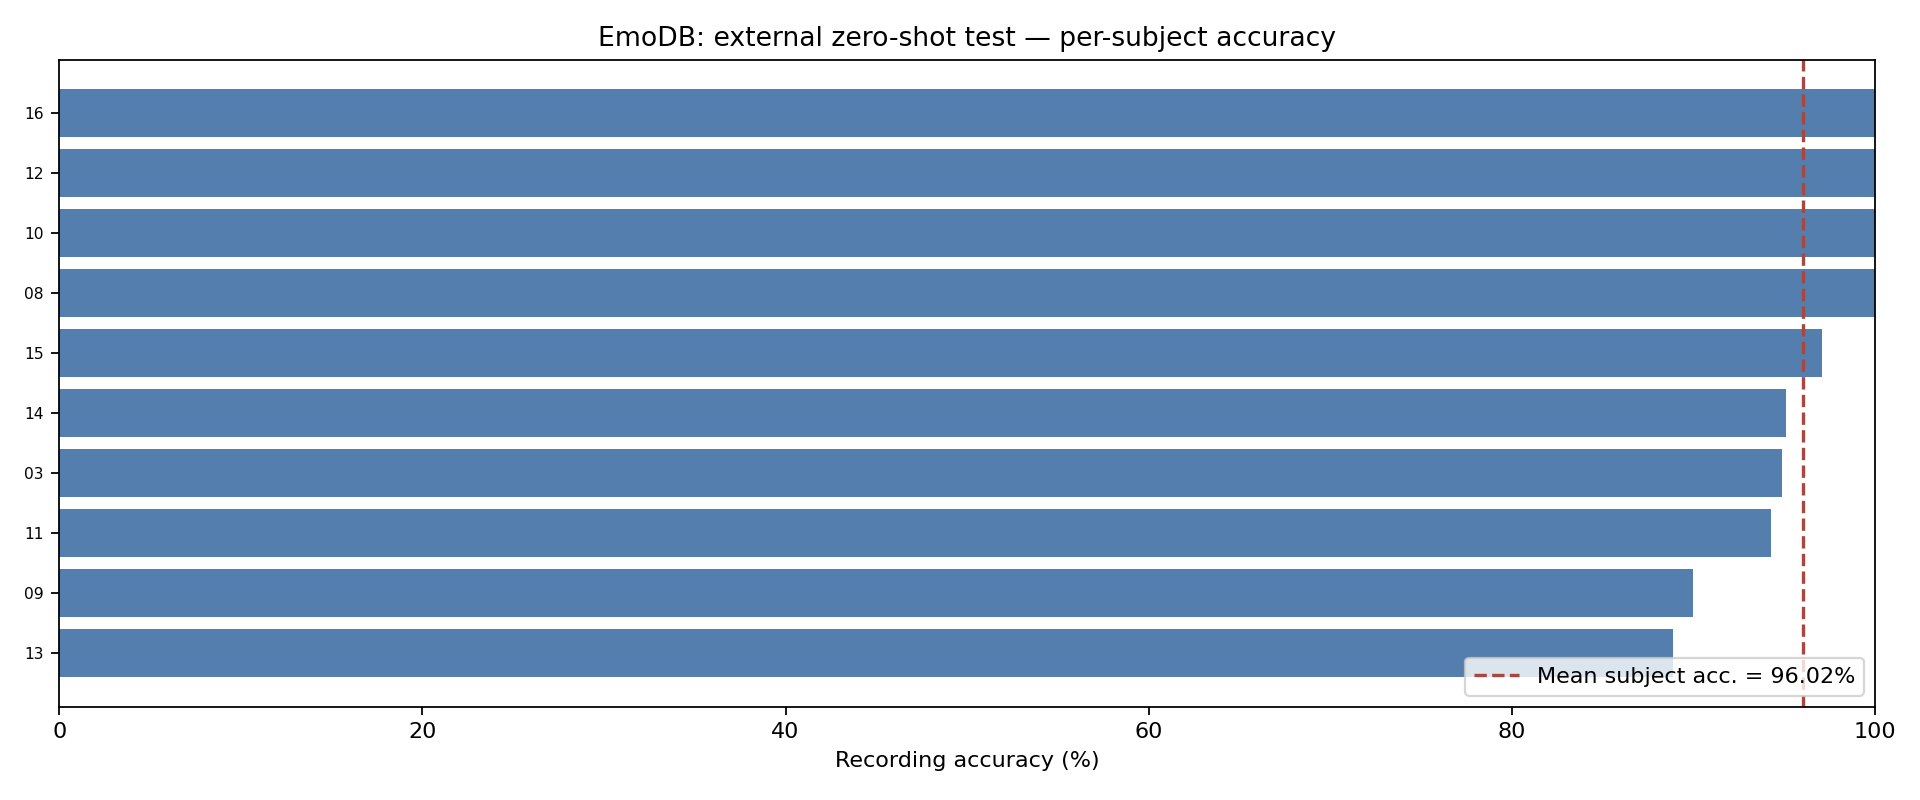 EmoDB: external zero-shot test — per-subject accuracy
16
12
10
08
15
14
03
11
09
13
Mean subject acc. = 96.02%
0 20 40 60 80 100
Recording accuracy (%)